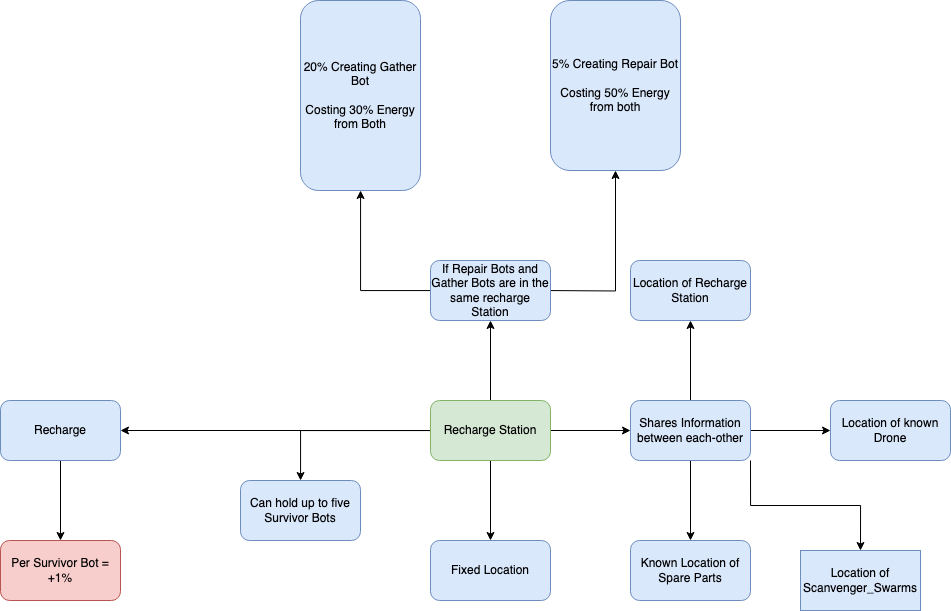 20% Creating Gather
Bot
Costing 30% Energy
from Both
5% Creating Repair Bot
Costing 50% Energy
from both
If Repair Bots and
Gather Bots are in the
same recharge
Station
Location of Recharge
Station
Recharge
Recharge Station
Shares Information
between each-other
Location of known
Drone
Can hold up to five
Survivor Bots
Per Survivor Bot =
+1%
Fixed Location
Known Location of
Spare Parts
Location of
Scanvenger_Swarms